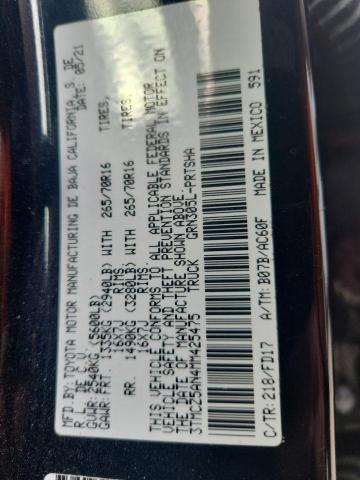 MFD.BY:TOYOTA MOTOR MANUFACTURING DE BAJA CALIFORNIA S. DE
R. L DE C.V. DATE: 05/21
GVWR: 2540KG (5600LB)
GAWR: FRT. 1335KG (2940LB) WITH 265/70R16 TIRES,
16X7J RIMS,
RR. 1490KG (3280LB) WITH 265/70R16 TIRES,
16X7J RIMS,
THIS VEHICLE CONFORMS TO ALL APPLICABLE FEDERAL MOTOR
VEHICLE SAFETY AND THEFT PREVENTION STANDARDS IN EFFECT ON
THE DATE OF MANUFACTURE SHOWN ABOVE.
3TMCZ5AN4MM425475 TRUCK GRN305L-PRTSHA
C/TR:218/FD17 A/TM:B07B/AC60F
MADE IN MEXICO 591